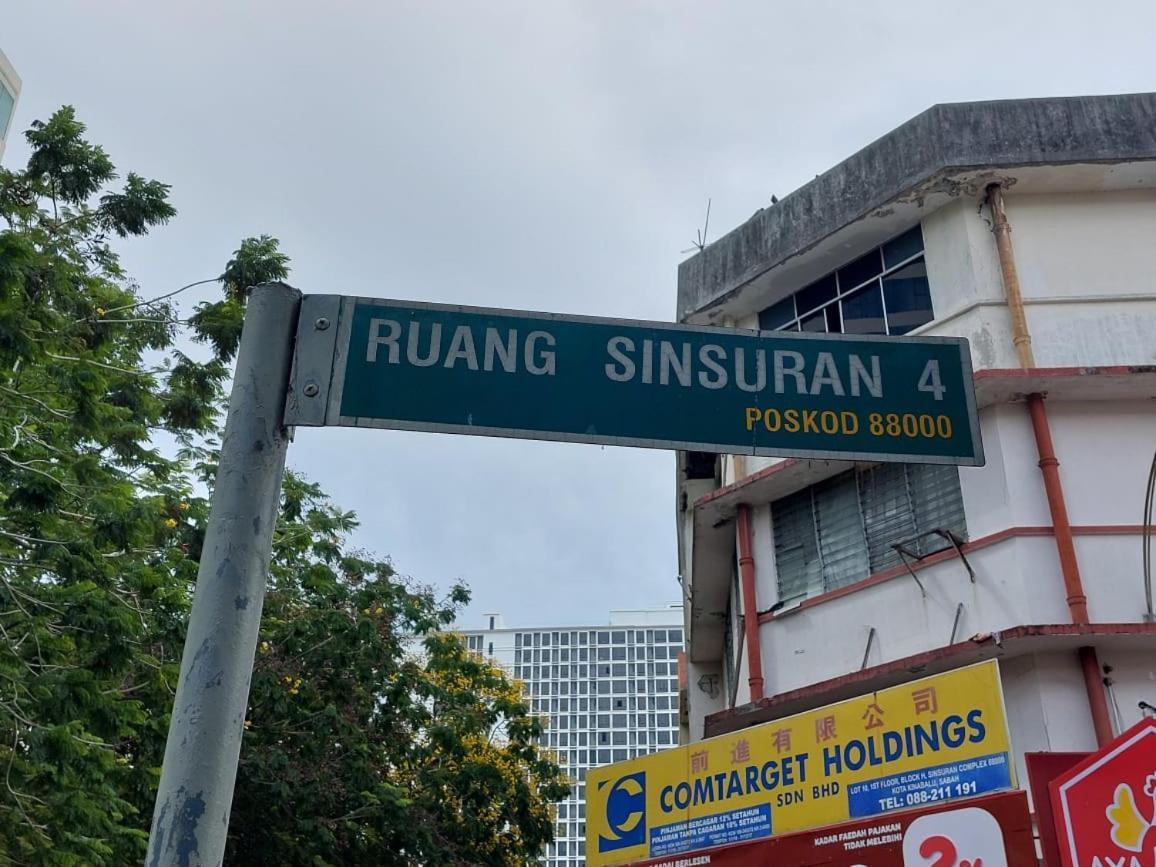 RUANG SINSURAN 4
POSKOD 88000
前進有限公司
COMTARGET HOLDINGS
SDN BHD
PINJAMAN BERCAGAR 12% SETAHUN
PINJAMAN TANPA CAGARAN 18% SETAHUN
LOT 10, 1ST FLOOR, BLOCK H, SINSURAN COMPLEX 88000
KOTA KINABALU, SABAH
TEL: 088-211 191
KADAR FAEDAH PAJAKAN
TIDAK MELEBIHI
BERLESEN